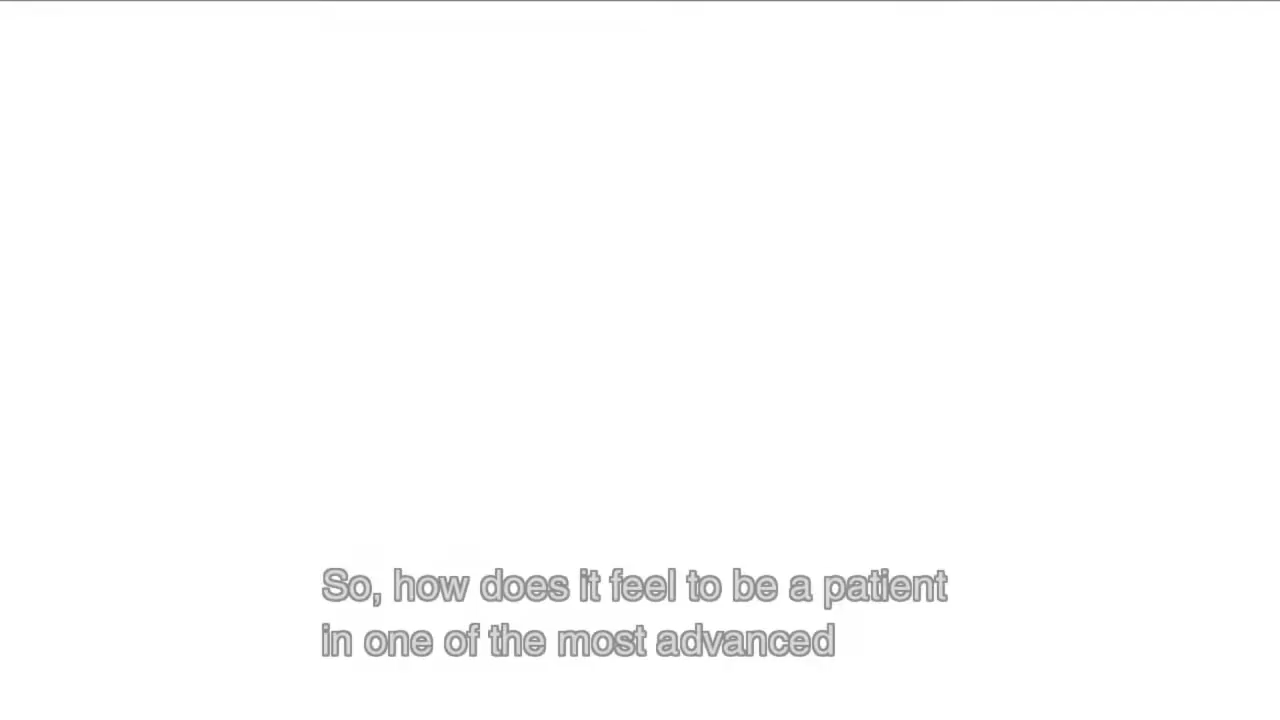 So, how does it feel to be a patient
in one of the most advanced